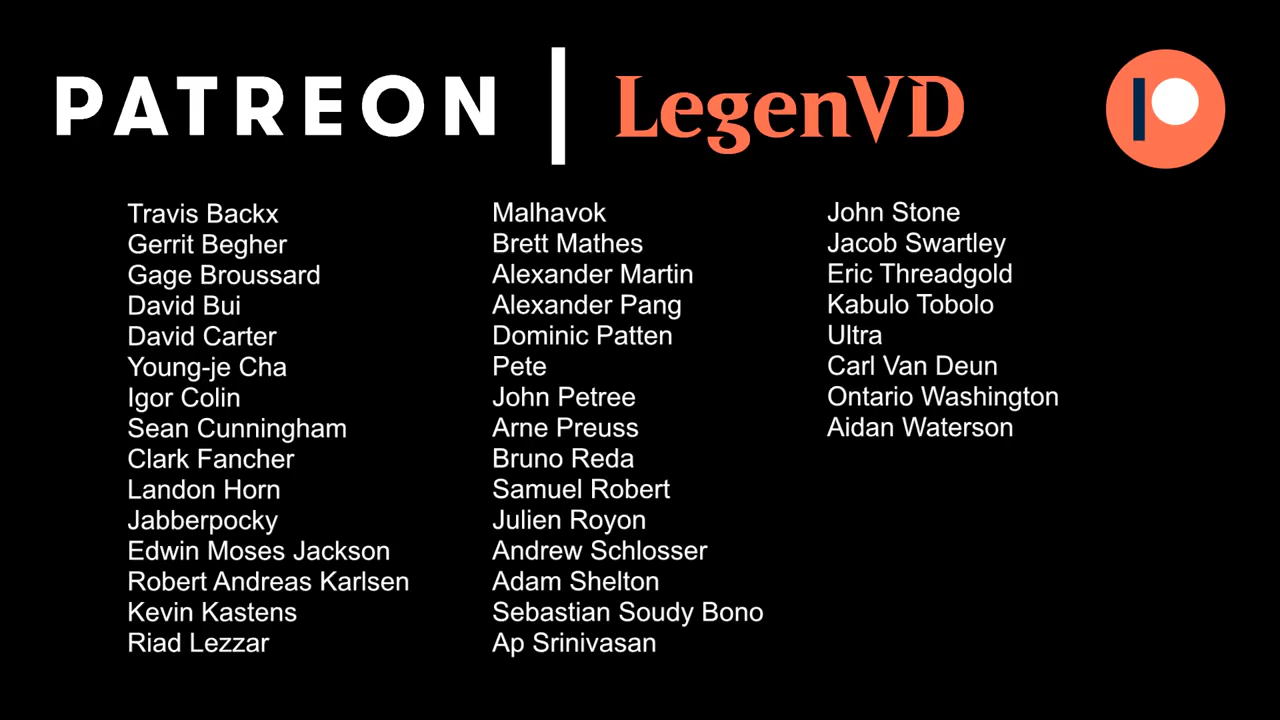 PATREON | LegenVD
Travis Backx
Gerrit Begher
Gage Broussard
David Bui
David Carter
Young-je Cha
Igor Colin
Sean Cunningham
Clark Fancher
Landon Horn
Jabberpocky
Edwin Moses Jackson
Robert Andreas Karlsen
Kevin Kastens
Riad Lezzar
Malhavok
Brett Mathes
Alexander Martin
Alexander Pang
Dominic Patten
Pete
John Petree
Arne Preuss
Bruno Reda
Samuel Robert
Julien Royon
Andrew Schlosser
Adam Shelton
Sebastian Soudy Bono
Ap Srinivasan
John Stone
Jacob Swartley
Eric Threadgold
Kabulo Tobolo
Ultra
Carl Van Deun
Ontario Washington
Aidan Waterson